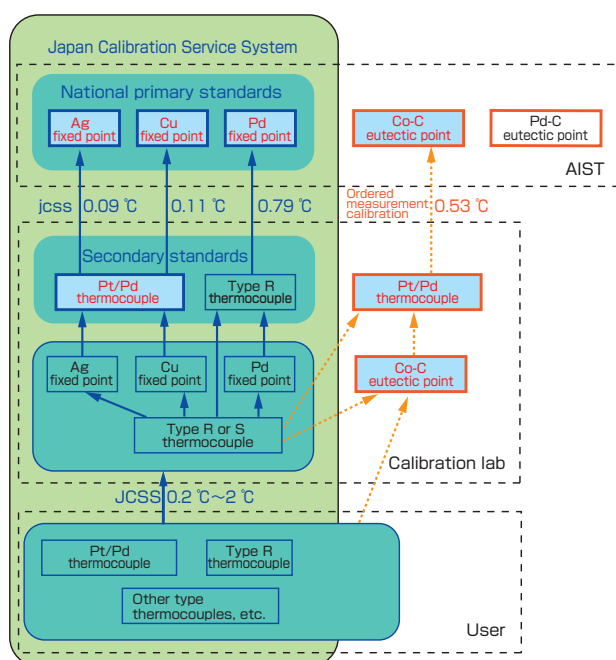 Japan Calibration Service System
National primary standards
Ag
fixed point
Cu
fixed point
Pd
fixed point
Co-C
eutectic point
Pd-C
eutectic point
AIST
jcss
0.09 ℃
0.11 ℃
0.79 ℃
Ordered
measurement
calibration
0.53 ℃
Secondary standards
Pt/Pd
thermocouple
Type R
thermocouple
Pt/Pd
thermocouple
Ag
fixed point
Cu
fixed point
Pd
fixed point
Co-C
eutectic point
Type R or S
thermocouple
Calibration lab
JCSS 0.2 ℃～2 ℃
Pt/Pd
thermocouple
Type R
thermocouple
Other type
thermocouples, etc.
User